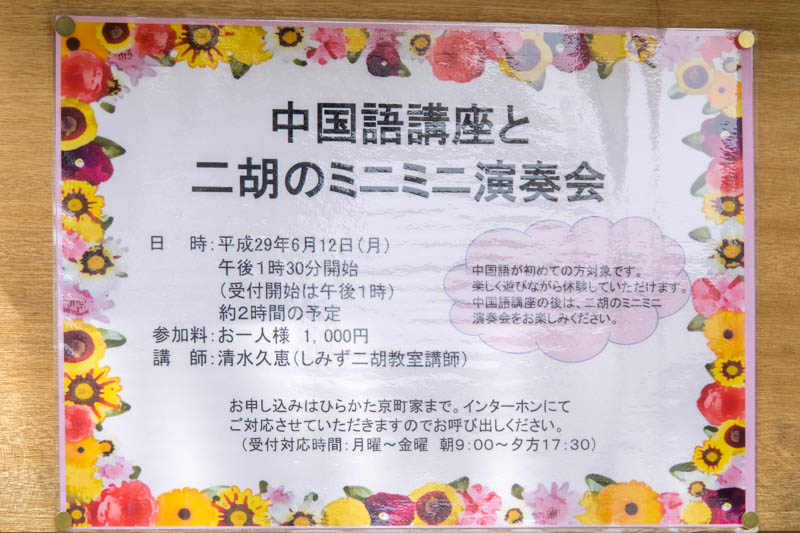 中国語講座と
二胡のミニミニ演奏会
日　時:平成29年6月12日(月)
午後1時30分開始
(受付開始は午後1時)
約2時間の予定
参加料:お一人様 1,000円
講　師:清水久恵(しみず二胡教室講師)
中国語が初めての方対象です。
楽しく遊びながら体験していただけます。
中国語講座の後は、二胡のミニミニ
演奏会をお楽しみください。
お申し込みはひらかた京町家まで。インターホンにて
ご対応させていただきますのでお呼び出しください。
(受付対応時間:月曜～金曜 朝9:00～夕方17:30)